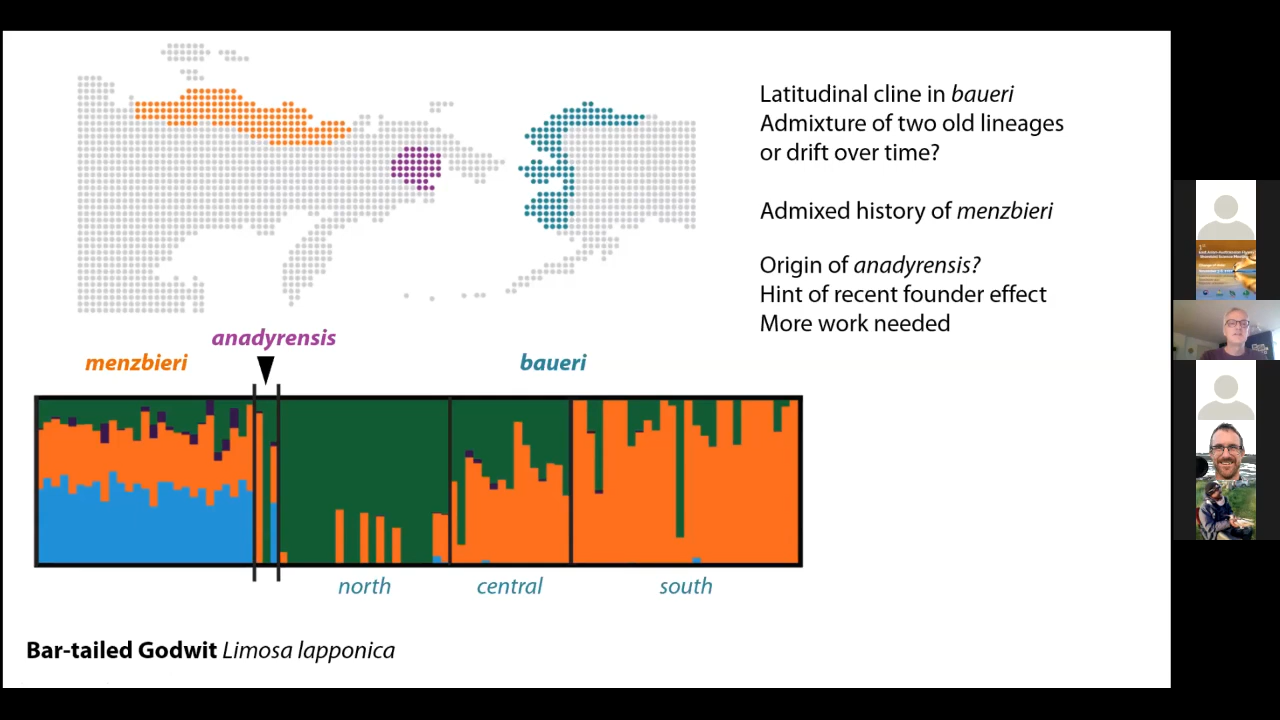 Latitudinal cline in baueri
Admixture of two old lineages
or drift over time?
Admixed history of menzbieri
Origin of anadyrensis?
Hint of recent founder effect
More work needed
anadyrensis
menzbieri
baueri
north
central
south
Bar-tailed Godwit Limosa lapponica